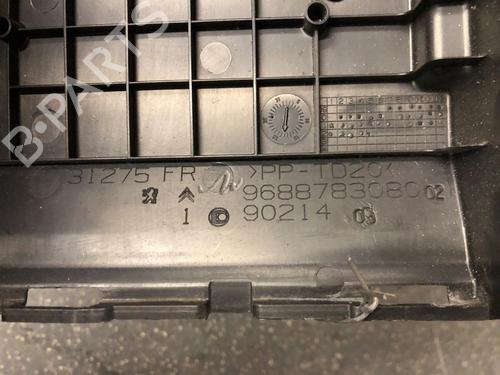 B-PARTS
31275 FR >PP-TD20<
9688783080 02
1 90214 03